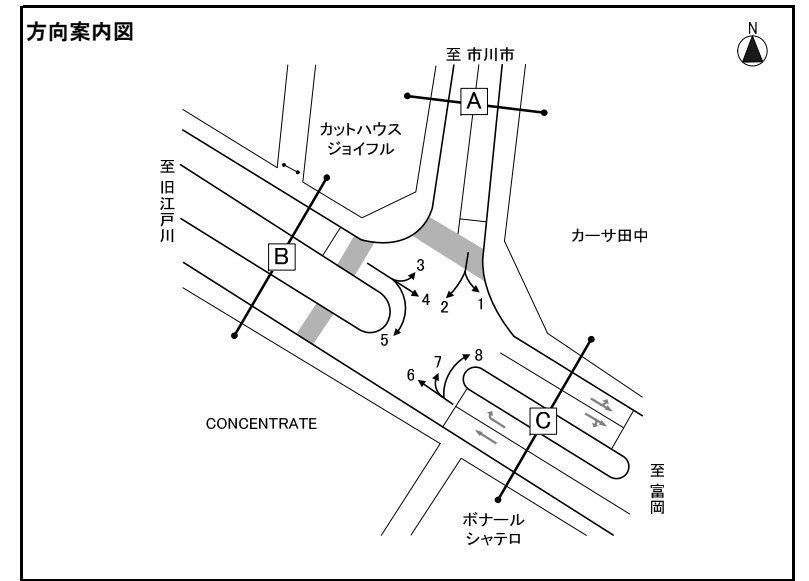 方向案内図
N
至 市川市
A
カットハウス
ジョイフル
至旧江戸川
カーサ田中
B
3
4
2
1
5
8
7
6
C
CONCENTRATE
至富岡
ボナール
シャテロ